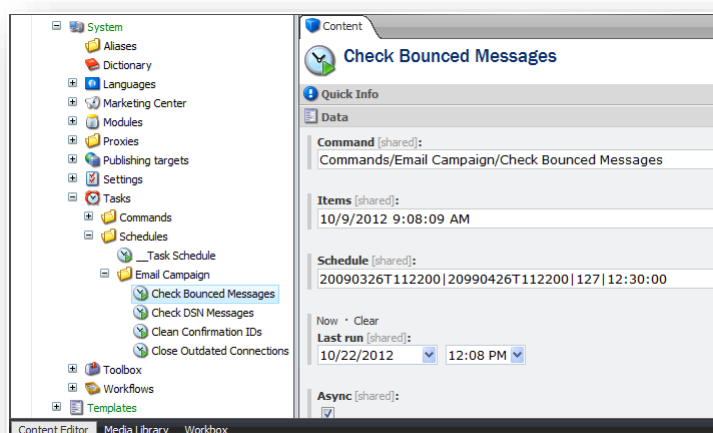 System
Aliases
Dictionary
Languages
Marketing Center
Modules
Proxies
Publishing targets
Settings
Tasks
Commands
Schedules
__Task Schedule
Email Campaign
Check Bounced Messages
Check DSN Messages
Clean Confirmation IDs
Close Outdated Connections
Toolbox
Workflows
Templates
Content Editor Media Library Workbox
Content
Check Bounced Messages
Quick Info
Data
Command [shared]:
Commands/Email Campaign/Check Bounced Messages
Items [shared]:
10/9/2012 9:08:09 AM
Schedule [shared]:
20090326T112200|20990426T112200|127|12:30:00
Now · Clear
Last run [shared]:
10/22/2012 12:08 PM
Async [shared]: